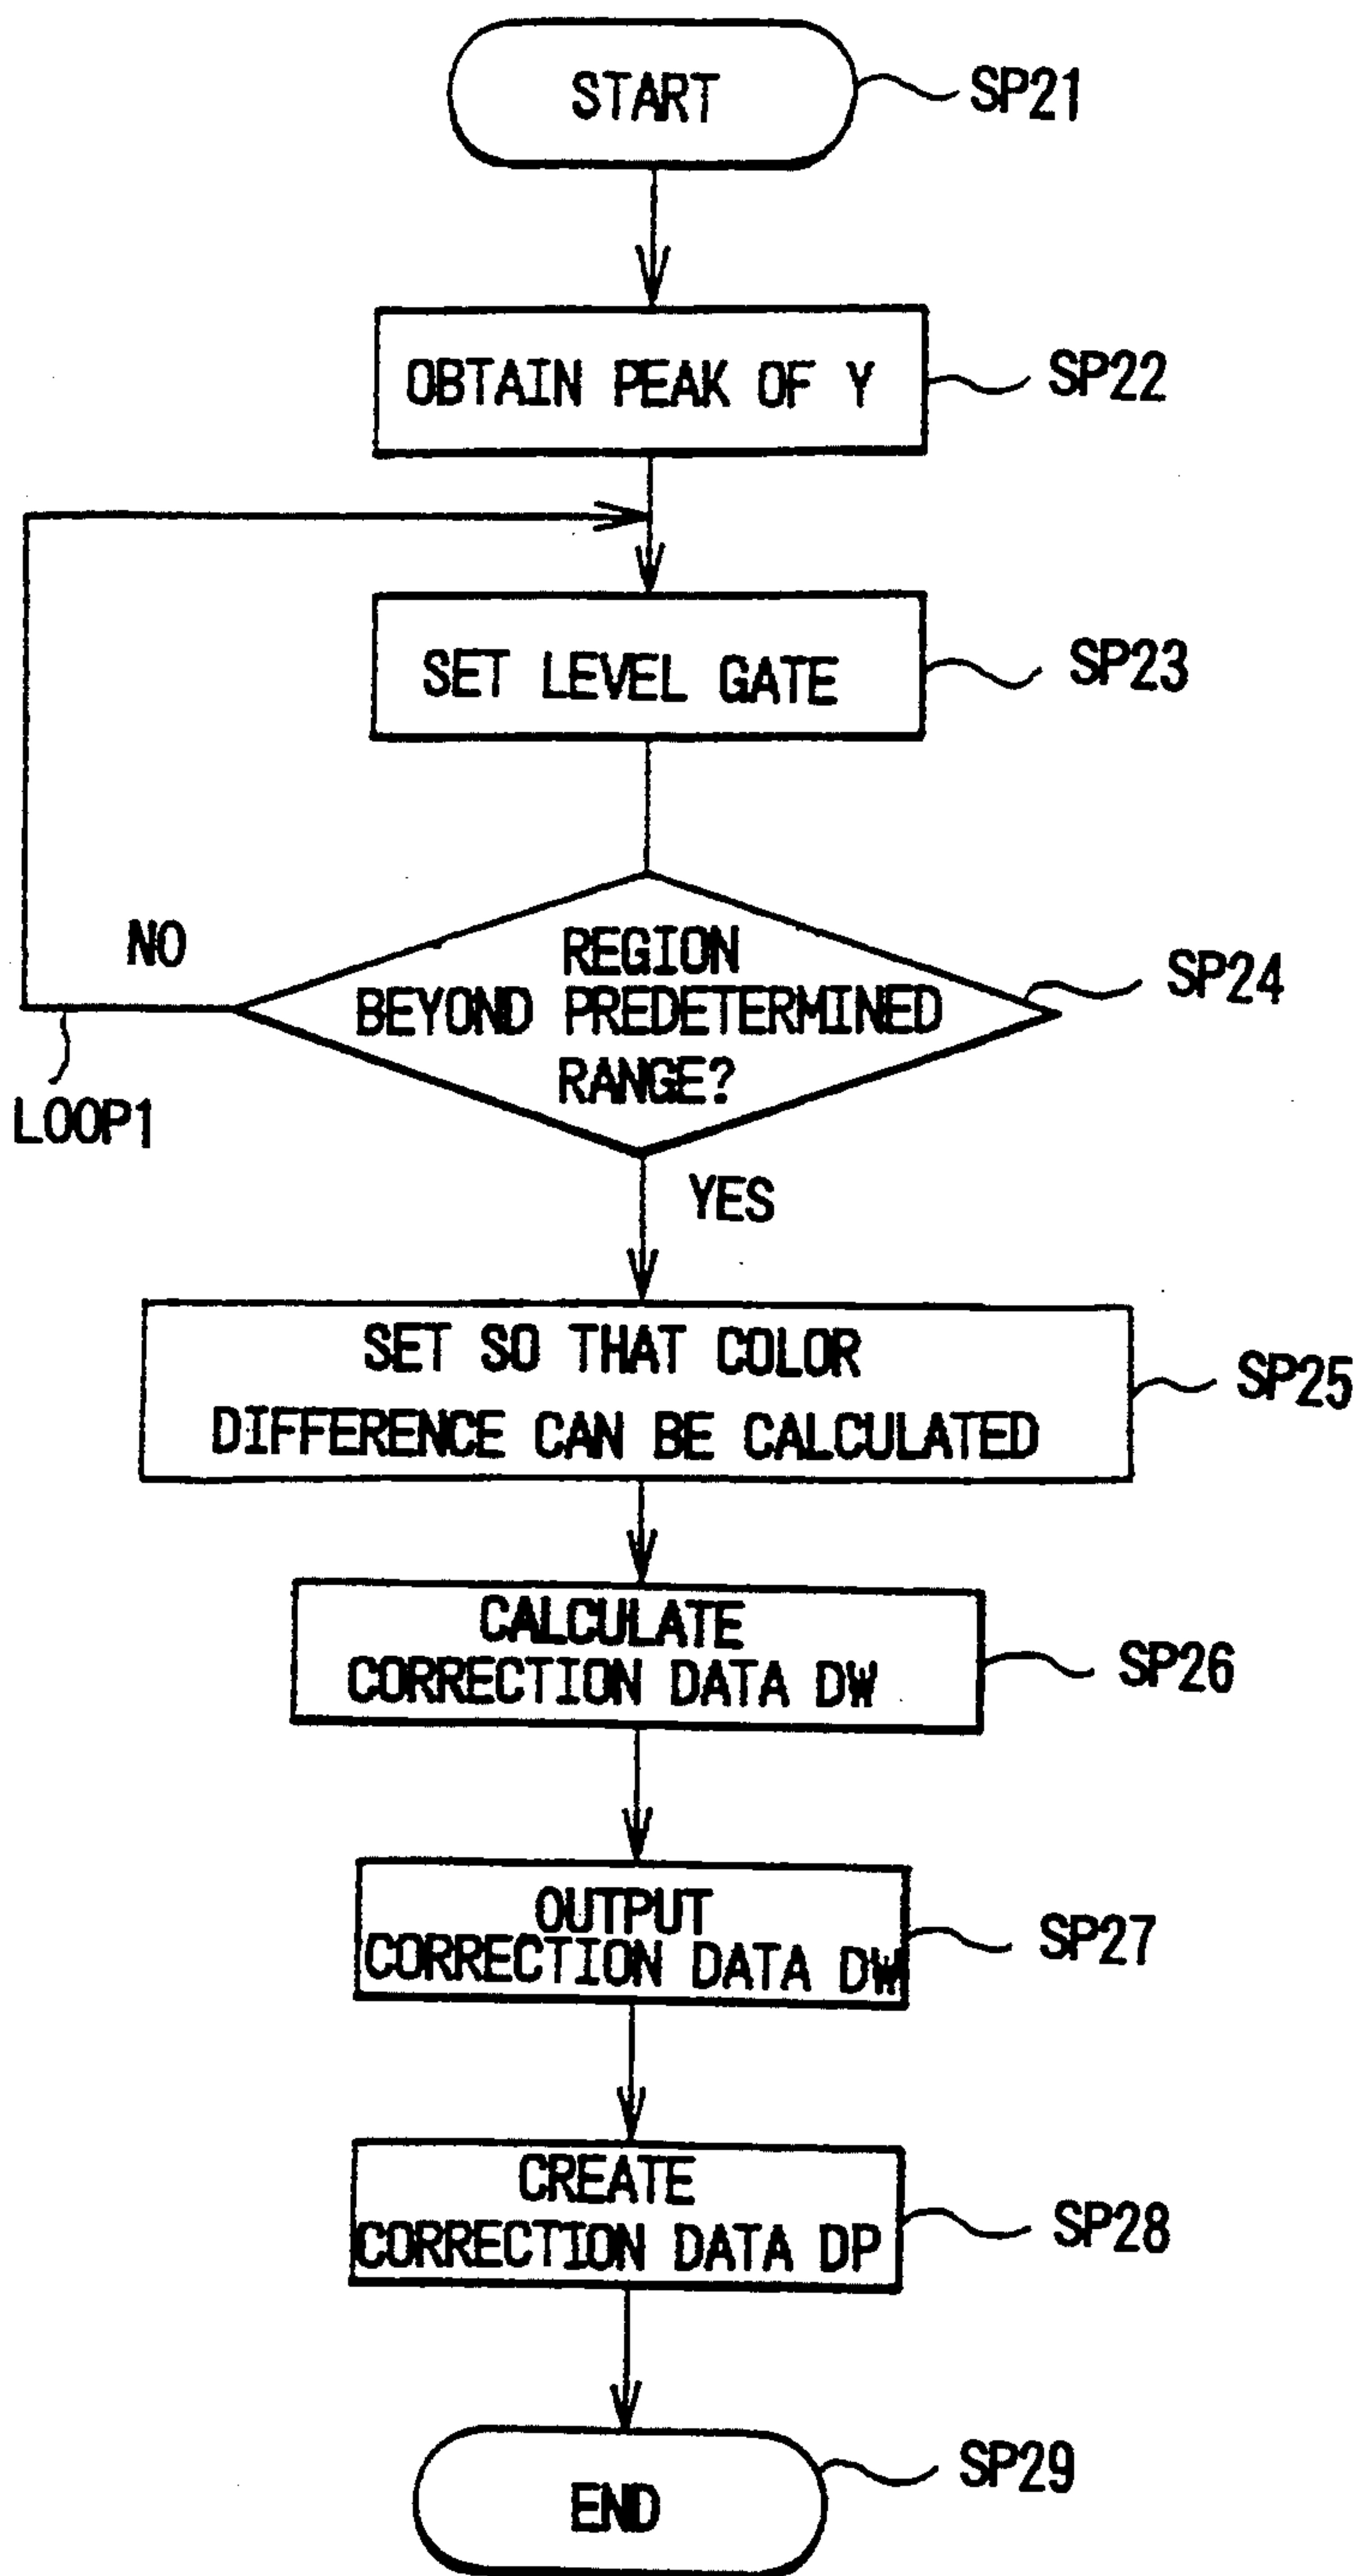 START
SP21
OBTAIN PEAK OF Y
SP22
SET LEVEL GATE
SP23
NO
REGION
BEYOND PREDETERMINED
RANGE?
SP24
LOOP1
YES
SET SO THAT COLOR
DIFFERENCE CAN BE CALCULATED
SP25
CALCULATE
CORRECTION DATA DW
SP26
OUTPUT
CORRECTION DATA DW
SP27
CREATE
CORRECTION DATA DP
SP28
END
SP29